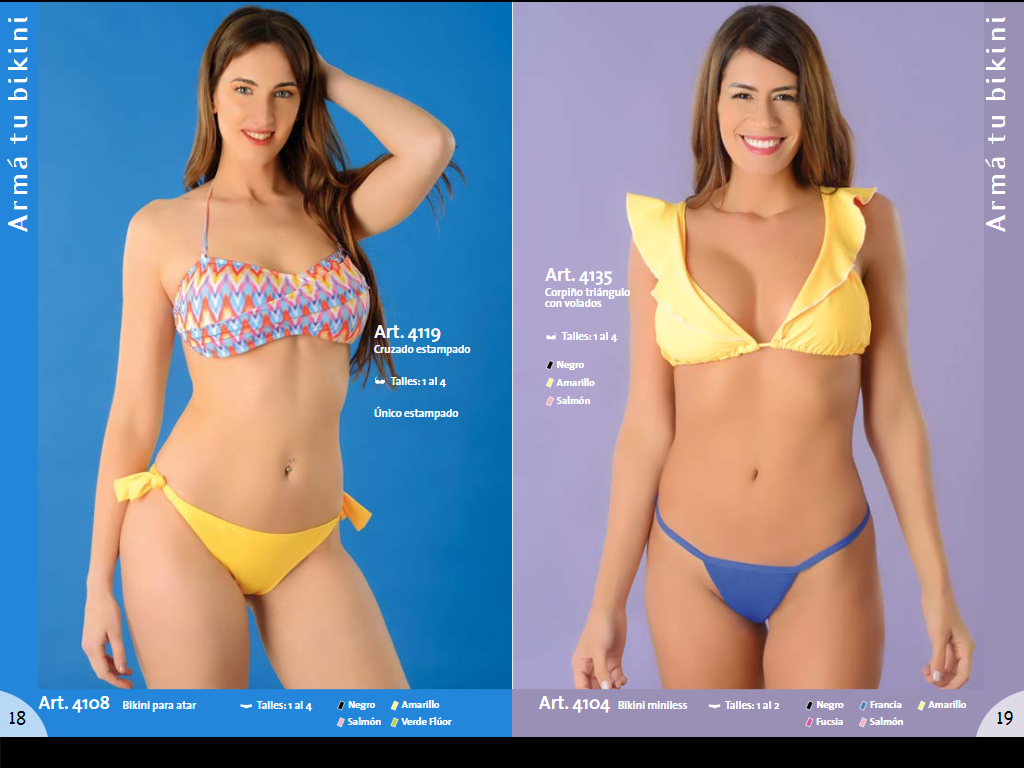 Armá tu bikini
Art. 4119
Cruzado estampado
Talles: 1 al 4
Único estampado
Art. 4108 Bikini para atar Talles: 1 al 4
Negro Amarillo
Salmón Verde Flúor
18
Armá tu bikini
Art. 4135
Corpiño triángulo
con volados
Talles: 1 al 4
Negro
Amarillo
Salmón
Art. 4104 Bikini miniless Talles: 1 al 2
Negro Francia Amarillo
Fucsia Salmón
19